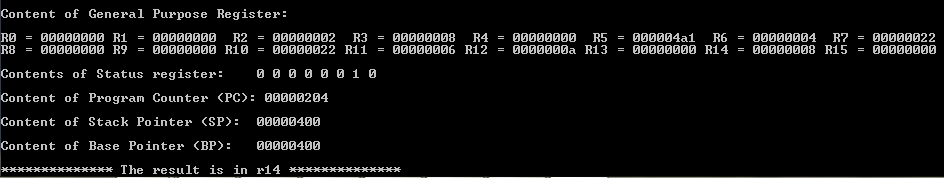 Content of General Purpose Register:
R0 = 00000000 R1 = 00000000 R2 = 00000002 R3 = 00000008 R4 = 00000000 R5 = 000004a1 R6 = 00000004 R7 = 00000022
R8 = 00000000 R9 = 00000000 R10 = 00000022 R11 = 00000006 R12 = 0000000a R13 = 00000000 R14 = 00000008 R15 = 00000000
Contents of Status register: 0 0 0 0 0 0 1 0
Content of Program Counter (PC): 00000204
Content of Stack Pointer (SP): 00000400
Content of Base Pointer (BP): 00000400
************** The result is in r14 **************